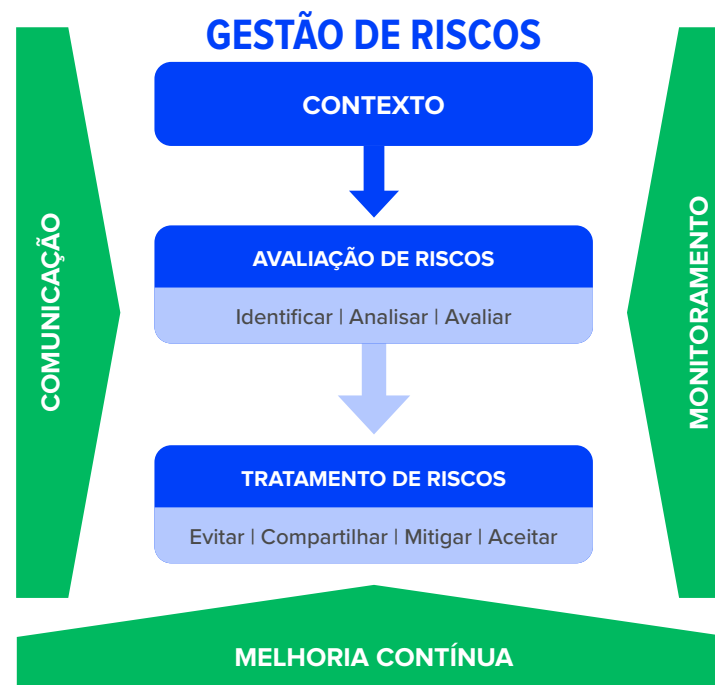 GESTÃO DE RISCOS
CONTEXTO
COMUNICAÇÃO
AVALIAÇÃO DE RISCOS
Identificar | Analisar | Avaliar
MONITORAMENTO
TRATAMENTO DE RISCOS
Evitar | Compartilhar | Mitigar | Aceitar
MELHORIA CONTÍNUA